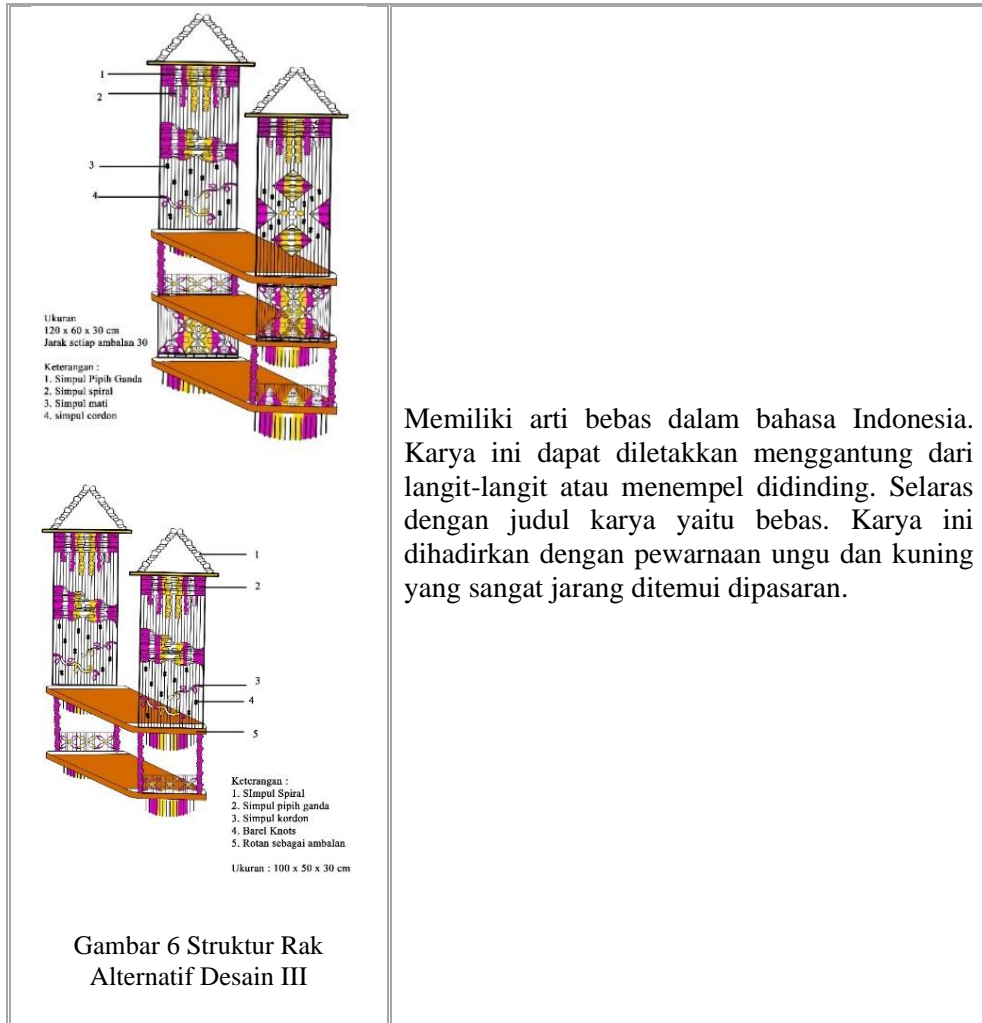 1
2
3
4
Ukuran
120 x 60 x 30 cm
Jarak setiap ambalan 30
Keterangan :
1. Simpul Pipih Ganda
2. Simpul spiral
3. Simpul mati
4. simpul cordon
1
2
3
4
5
Keterangan :
1. SImpul Spiral
2. Simpul pipih ganda
3. Simpul kordon
4. Barel Knots
5. Rotan sebagai ambalan
Ukuran : 100 x 50 x 30 cm
Gambar 6 Struktur Rak
Alternatif Desain III
Memiliki arti bebas dalam bahasa Indonesia.
Karya ini dapat diletakkan menggantung dari
langit-langit atau menempel didinding. Selaras
dengan judul karya yaitu bebas. Karya ini
dihadirkan dengan pewarnaan ungu dan kuning
yang sangat jarang ditemui dipasaran.